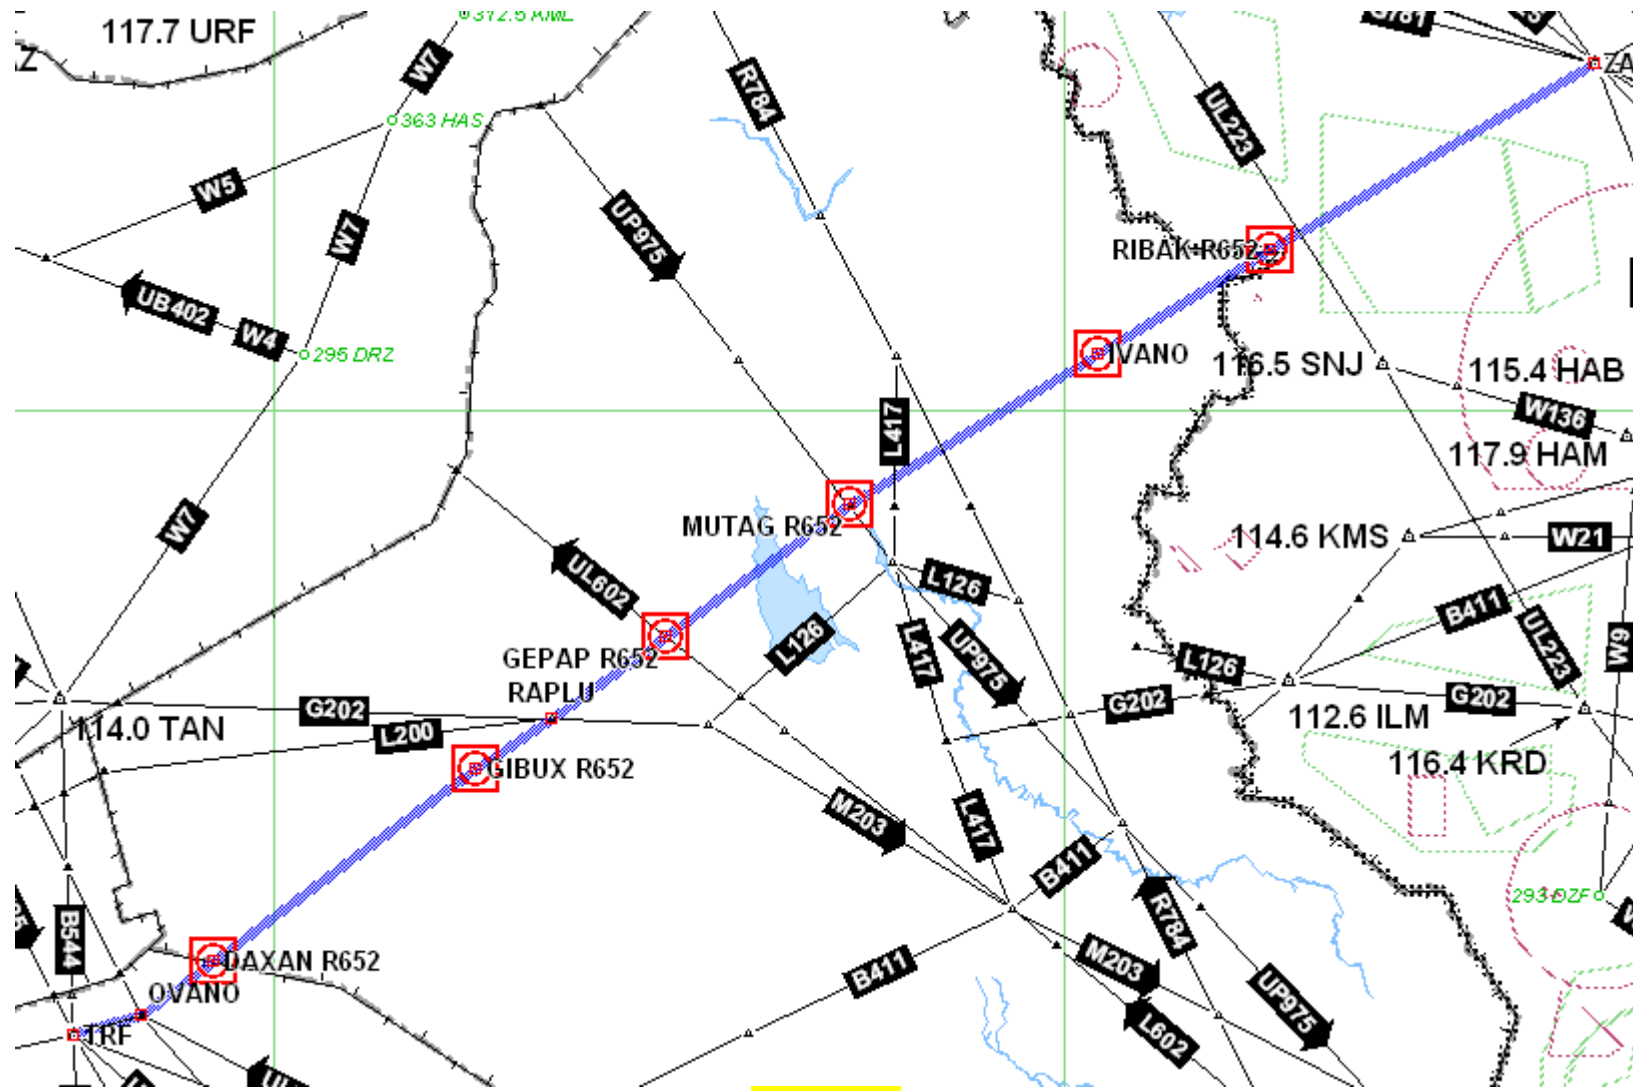 312.5 KML
117.7 URF
W7
R784
363 HAS
UL223
W5
UP975
W7
RIBAK R652
UB402
W4
295 DRZ
IVANO
116.5 SNJ
115.4 HAB
W136
L417
117.9 HAM
W7
MUTAG R652
114.6 KMS
W21
UL602
L126
B411
L126
L417
UP975
UL223
W9
GEPAP R652
L126
RAPLU
G202
G202
G202
114.0 TAN
L200
112.6 ILM
116.4 KRD
GIBUX R652
M203
L417
B411
293 DZF
B544
R784
DAXAN R652
B411
M203
OVANO
UP975
TRF
L602